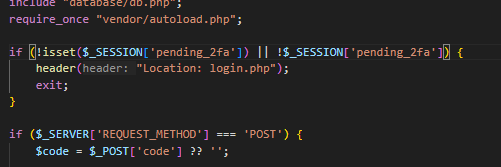 include "database/db.php";
require_once "vendor/autoload.php";
if (!isset($_SESSION['pending_2fa']) || !$_SESSION['pending_2fa']) {
header(header: "Location: login.php");
exit;
}
if ($_SERVER['REQUEST_METHOD'] === 'POST') {
$code = $_POST['code'] ?? '';